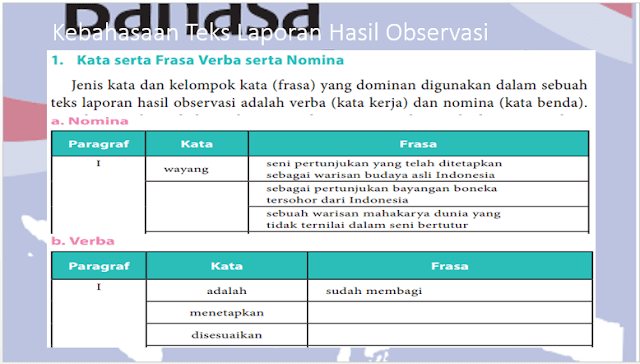 Bahasa
Kebahasaan Teks Laporan Hasil Observasi
1. Kata serta Frasa Verba serta Nomina
Jenis kata dan kelompok kata (frasa) yang dominan digunakan dalam sebuah
teks laporan hasil observasi adalah verba (kata kerja) dan nomina (kata benda).
a. Nomina
Paragraf Kata Frasa
I wayang seni pertunjukan yang telah ditetapkan
sebagai warisan budaya asli Indonesia
sebagai pertunjukan bayangan boneka
tersohor dari Indonesia
sebuah warisan mahakarya dunia yang
tidak ternilai dalam seni bertutur
b. Verba
Paragraf Kata Frasa
I adalah sudah membagi
menetapkan
disesuaikan